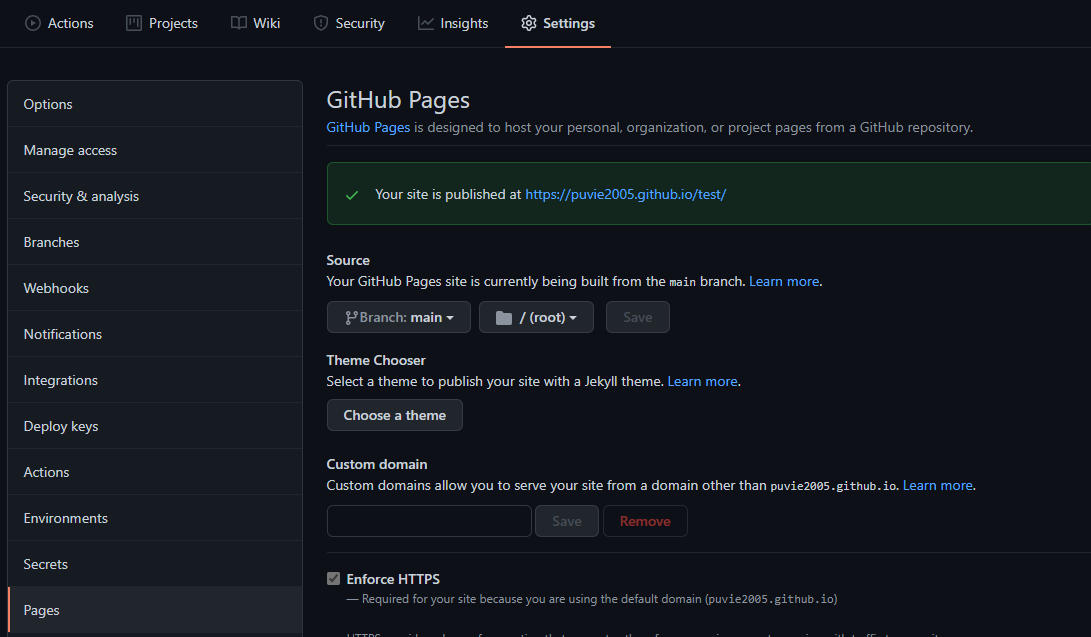 Actions Projects Wiki Security Insights Settings
Options
Manage access
Security & analysis
Branches
Webhooks
Notifications
Integrations
Deploy keys
Actions
Environments
Secrets
Pages
GitHub Pages
GitHub Pages is designed to host your personal, organization, or project pages from a GitHub repository.
Your site is published at https://puvie2005.github.io/test/
Source
Your GitHub Pages site is currently being built from the main branch. Learn more.
Branch: main / (root) Save
Theme Chooser
Select a theme to publish your site with a Jekyll theme. Learn more.
Choose a theme
Custom domain
Custom domains allow you to serve your site from a domain other than puvie2005.github.io. Learn more.
Save Remove
Enforce HTTPS
— Required for your site because you are using the default domain (puvie2005.github.io)